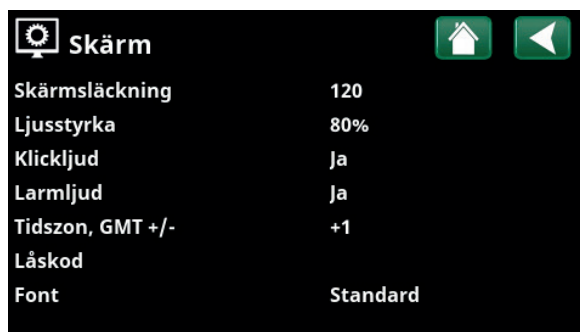 Skärm
Skärmsläckning 120
Ljusstyrka 80%
Klickljud Ja
Larmljud Ja
Tidszon, GMT +/- +1
Låskod
Font Standard